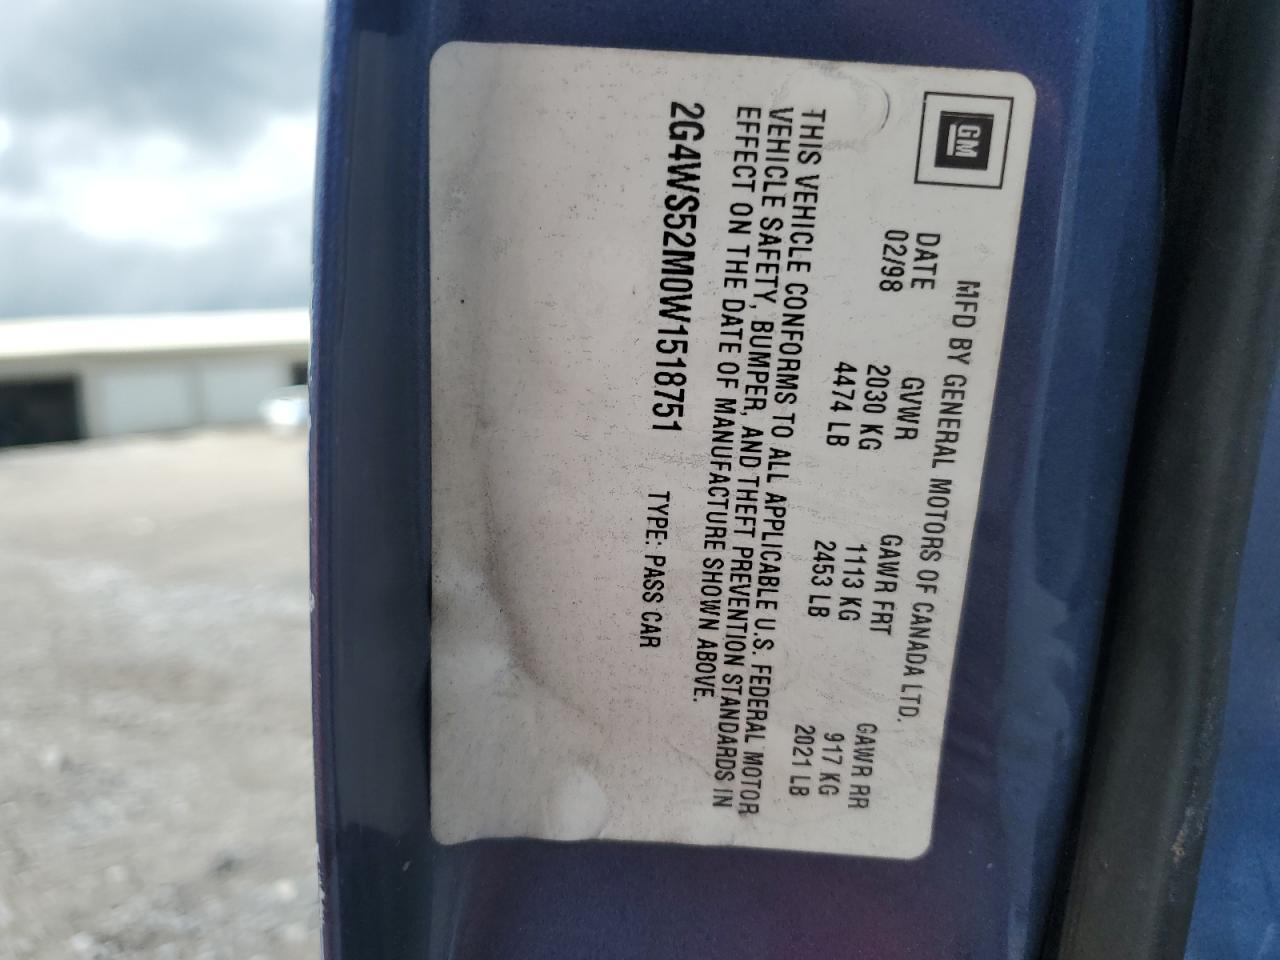 GM
MFD BY GENERAL MOTORS OF CANADA LTD.
DATE GVWR GAWR FRT GAWR RR
02/98 2030 KG 1113 KG 917 KG
4474 LB 2453 LB 2021 LB
THIS VEHICLE CONFORMS TO ALL APPLICABLE U.S. FEDERAL MOTOR
VEHICLE SAFETY, BUMPER, AND THEFT PREVENTION STANDARDS IN
EFFECT ON THE DATE OF MANUFACTURE SHOWN ABOVE.
2G4WS52M0W1518751 TYPE: PASS CAR